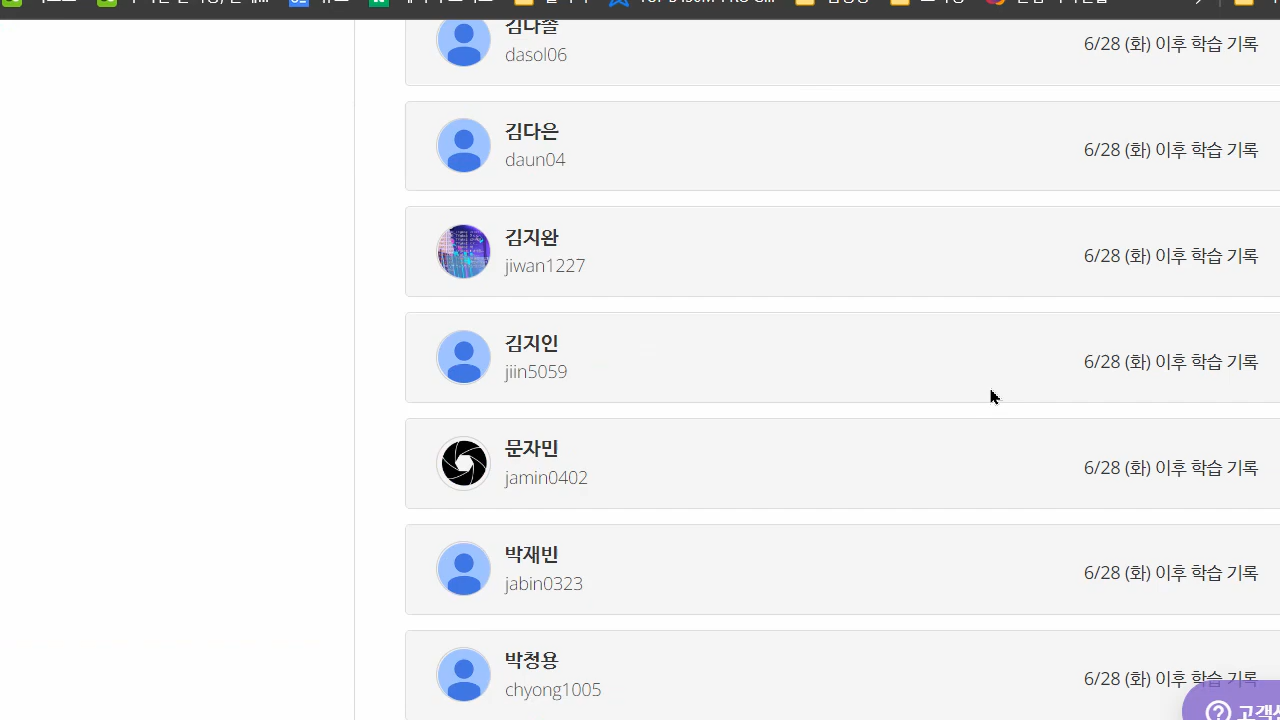 김다솔
dasol06
6/28 (화) 이후 학습 기록
김다은
daun04
6/28 (화) 이후 학습 기록
김지완
jiwan1227
6/28 (화) 이후 학습 기록
김지인
jiin5059
6/28 (화) 이후 학습 기록
문자민
jamin0402
6/28 (화) 이후 학습 기록
박재빈
jabin0323
6/28 (화) 이후 학습 기록
박청용
chyong1005
6/28 (화) 이후 학습 기록